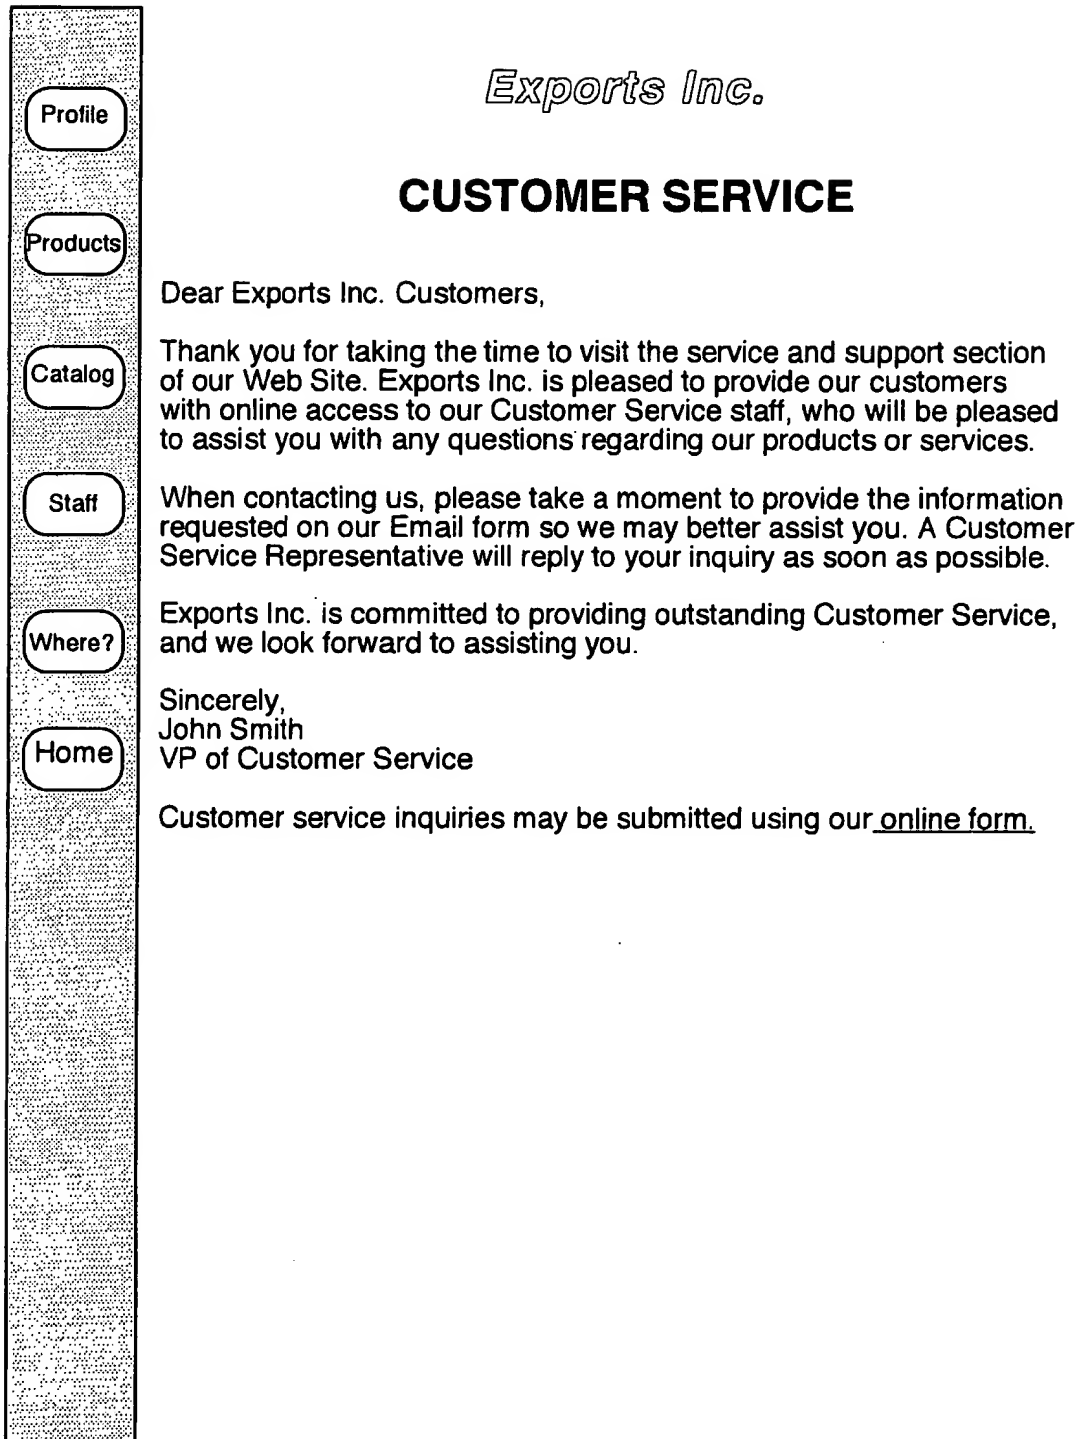 Profile
Products
Catalog
Staff
Where?
Home
Exports Inc.
CUSTOMER SERVICE
Dear Exports Inc. Customers,
Thank you for taking the time to visit the service and support section
of our Web Site. Exports Inc. is pleased to provide our customers
with online access to our Customer Service staff, who will be pleased
to assist you with any questions regarding our products or services.
When contacting us, please take a moment to provide the information
requested on our Email form so we may better assist you. A Customer
Service Representative will reply to your inquiry as soon as possible.
Exports Inc. is committed to providing outstanding Customer Service,
and we look forward to assisting you.
Sincerely,
John Smith
VP of Customer Service
Customer service inquiries may be submitted using our online form.